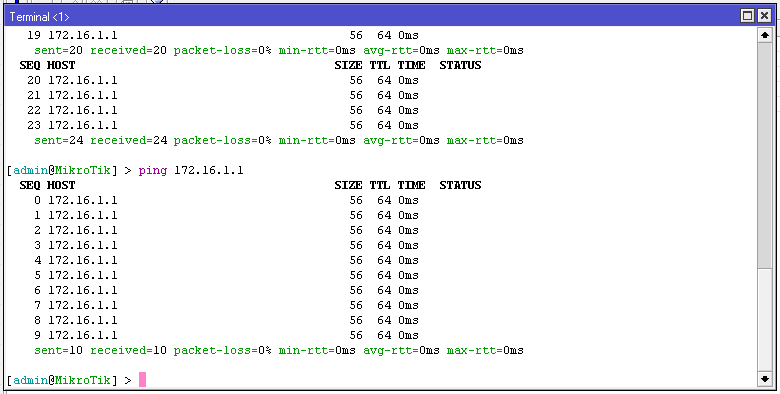 Terminal <1>
19 172.16.1.1 56 64 0ms
sent=20 received=20 packet-loss=0% min-rtt=0ms avg-rtt=0ms max-rtt=0ms
SEQ HOST SIZE TTL TIME STATUS
20 172.16.1.1 56 64 0ms
21 172.16.1.1 56 64 0ms
22 172.16.1.1 56 64 0ms
23 172.16.1.1 56 64 0ms
sent=24 received=24 packet-loss=0% min-rtt=0ms avg-rtt=0ms max-rtt=0ms
[admin@MikroTik] > ping 172.16.1.1
SEQ HOST SIZE TTL TIME STATUS
0 172.16.1.1 56 64 0ms
1 172.16.1.1 56 64 0ms
2 172.16.1.1 56 64 0ms
3 172.16.1.1 56 64 0ms
4 172.16.1.1 56 64 0ms
5 172.16.1.1 56 64 0ms
6 172.16.1.1 56 64 0ms
7 172.16.1.1 56 64 0ms
8 172.16.1.1 56 64 0ms
9 172.16.1.1 56 64 0ms
sent=10 received=10 packet-loss=0% min-rtt=0ms avg-rtt=0ms max-rtt=0ms
[admin@MikroTik] >